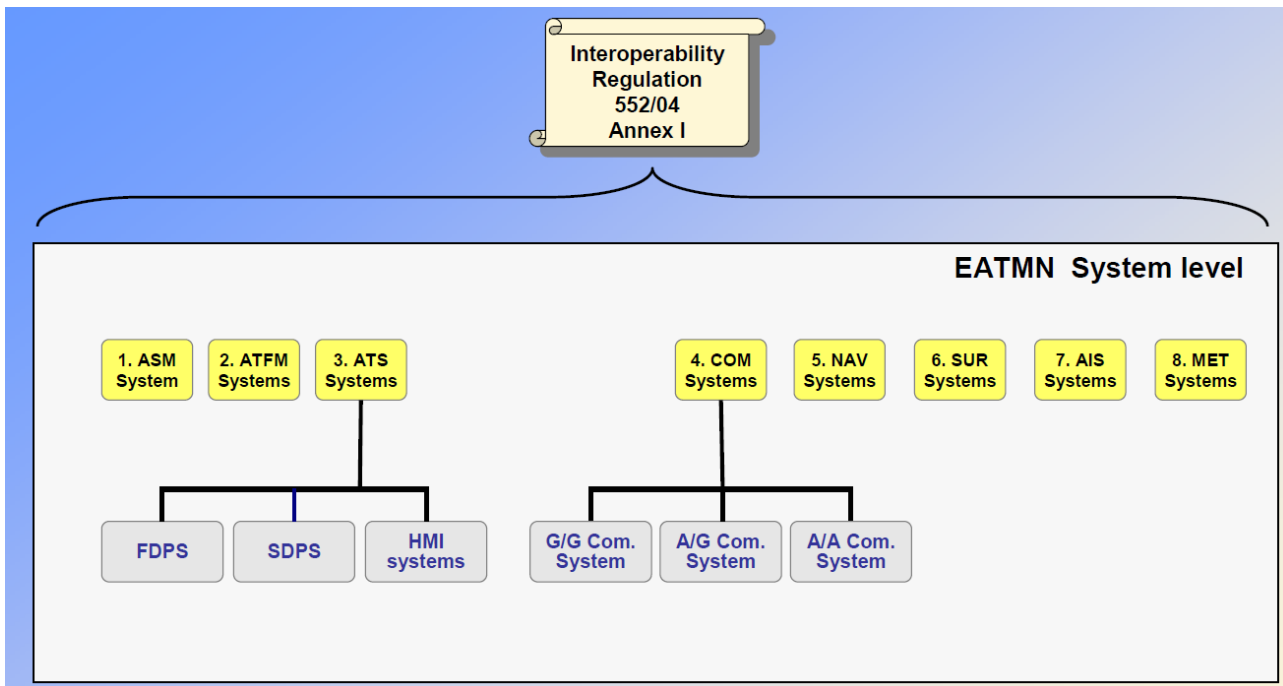 Interoperability
Regulation
552/04
Annex I
EATMN System level
1. ASM
System
2. ATFM
Systems
3. ATS
Systems
4. COM
Systems
5. NAV
Systems
6. SUR
Systems
7. AIS
Systems
8. MET
Systems
FDPS
SDPS
HMI
systems
G/G Com.
System
A/G Com.
System
A/A Com.
System